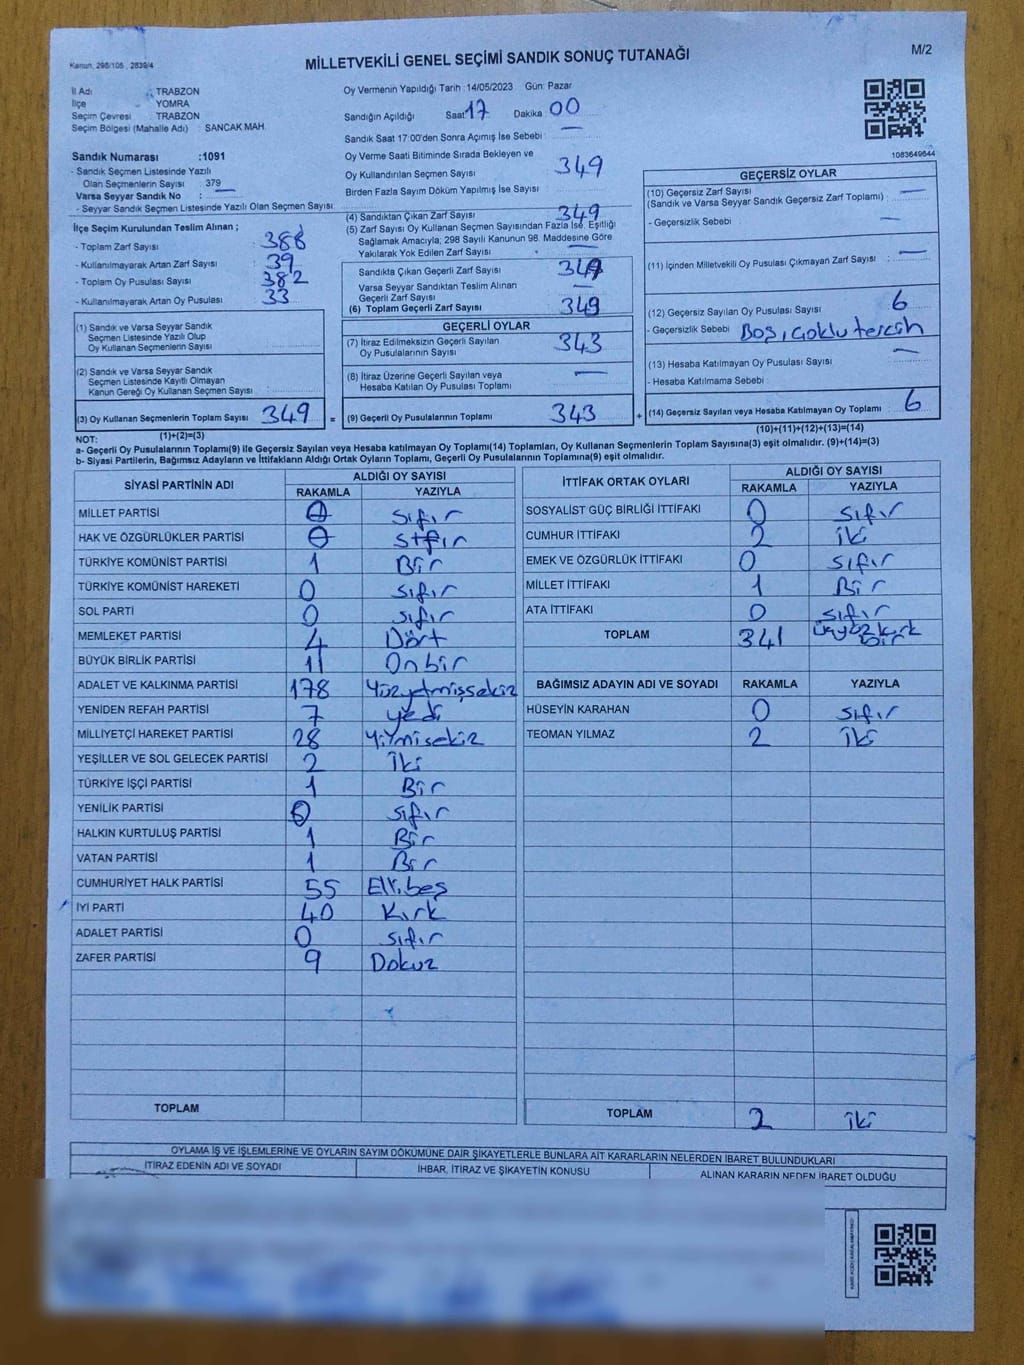 Kanun, 298/105 , 2839/4
MİLLETVEKİLİ GENEL SEÇİMİ SANDIK SONUÇ TUTANAĞI
M/2
İl Adı : TRABZON
İlçe : YOMRA
Seçim Çevresi : TRABZON
Seçim Bölgesi (Mahalle Adı) : SANCAK MAH.
Sandık Numarası :1091
- Sandık Seçmen Listesinde Yazılı
Olan Seçmenlerin Sayısı : 379
Varsa Seyyar Sandık No :
- Seyyar Sandık Seçmen Listesinde Yazılı Olan Seçmen Sayısı:
İlçe Seçim Kurulundan Teslim Alınan ;
- Toplam Zarf Sayısı : 388
- Kullanılmayarak Artan Zarf Sayısı : 39
- Toplam Oy Pusulası Sayısı : 382
- Kullanılmayarak Artan Oy Pusulası : 33
(1) Sandık ve Varsa Seyyar Sandık
Seçmen Listesinde Yazılı Olup
Oy Kullanan Seçmenlerin Sayısı :
(2) Sandık ve Varsa Seyyar Sandık
Seçmen Listesinde Kayıtlı Olmayan
Kanun Gereği Oy Kullanan Seçmen Sayısı :
(3) Oy Kullanan Seçmenlerin Toplam Sayısı : 349 =
(1)+(2)=(3)
Oy Vermenin Yapıldığı Tarih :14/05/2023 Gün: Pazar
Sandığın Açıldığı Saat 17 Dakika 00
Sandık Saat 17:00'den Sonra Açımış İse Sebebi : —
Oy Verme Saati Bitiminde Sırada Bekleyen ve
Oy Kullandırılan Seçmen Sayısı : 349
Birden Fazla Sayım Döküm Yapılmış İse Sayısı :
(4) Sandıktan Çıkan Zarf Sayısı : 349
(5) Zarf Sayısı Oy Kullanan Seçmen Sayısından Fazla İse, Eşitliği
Sağlamak Amacıyla; 298 Sayılı Kanunun 98. Maddesine Göre
Yakılarak Yok Edilen Zarf Sayısı : —
Sandıkta Çıkan Geçerli Zarf Sayısı : 349
Varsa Seyyar Sandıktan Teslim Alınan
Geçerli Zarf Sayısı : —
(6) Toplam Geçerli Zarf Sayısı : 349
GEÇERLİ OYLAR
(7) İtiraz Edilmeksizin Geçerli Sayılan
Oy Pusulalarının Sayısı : 343
(8) İtiraz Üzerine Geçerli Sayılan veya
Hesaba Katılan Oy Pusulası Toplamı : —
(9) Geçerli Oy Pusulalarının Toplamı : 343 +
1083649644
GEÇERSİZ OYLAR
(10) Geçersiz Zarf Sayısı
(Sandık ve Varsa Seyyar Sandık Geçersiz Zarf Toplamı) : —
- Geçersizlik Sebebi : —
(11) İçinden Milletvekili Oy Pusulası Çıkmayan Zarf Sayısı : —
(12) Geçersiz Sayılan Oy Pusulası Sayısı : 6
- Geçersizlik Sebebi : Boş, çoklu tercih
(13) Hesaba Katılmayan Oy Pusulası Sayısı : —
- Hesaba Katılmama Sebebi :
(14) Geçersiz Sayılan veya Hesaba Katılmayan Oy Toplamı : 6
(10)+(11)+(12)+(13)=(14)
NOT:
a- Geçerli Oy Pusulalarının Toplamı(9) ile Geçersiz Sayılan veya Hesaba katılmayan Oy Toplamı(14) Toplamları, Oy Kullanan Seçmenlerin Toplam Sayısına(3) eşit olmalıdır. (9)+(14)=(3)
b- Siyasi Partilerin, Bağımsız Adayların ve İttifakların Aldığı Ortak Oyların Toplamı, Geçerli Oy Pusulalarının Toplamına(9) eşit olmalıdır.
SİYASİ PARTİNİN ADI ALDIĞI OY SAYISI
RAKAMLA YAZIYLA
MİLLET PARTİSİ 0 sıfır
HAK VE ÖZGÜRLÜKLER PARTİSİ 0 sıfır
TÜRKİYE KOMÜNİST PARTİSİ 1 Bir
TÜRKİYE KOMÜNİST HAREKETİ 0 sıfır
SOL PARTİ 0 sıfır
MEMLEKET PARTİSİ 4 Dört
BÜYÜK BİRLİK PARTİSİ 11 Onbir
ADALET VE KALKINMA PARTİSİ 178 Yüzyetmişsekiz
YENİDEN REFAH PARTİSİ 7 yedi
MİLLİYETÇİ HAREKET PARTİSİ 28 Yirmisekiz
YEŞİLLER VE SOL GELECEK PARTİSİ 2 İki
TÜRKİYE İŞÇİ PARTİSİ 1 Bir
YENİLİK PARTİSİ 0 sıfır
HALKIN KURTULUŞ PARTİSİ 1 Bir
VATAN PARTİSİ 1 Bir
CUMHURİYET HALK PARTİSİ 55 Ellibeş
İYİ PARTİ 40 Kırk
ADALET PARTİSİ 0 sıfır
ZAFER PARTİSİ 9 Dokuz
TOPLAM
İTTİFAK ORTAK OYLARI ALDIĞI OY SAYISI
RAKAMLA YAZIYLA
SOSYALİST GÜÇ BİRLİĞİ İTTİFAKI 0 sıfır
CUMHUR İTTİFAKI 2 iki
EMEK VE ÖZGÜRLÜK İTTİFAKI 0 sıfır
MİLLET İTTİFAKI 1 Bir
ATA İTTİFAKI 0 sıfır
TOPLAM 341 üçyüzkırk bir
BAĞIMSIZ ADAYIN ADI VE SOYADI RAKAMLA YAZIYLA
HÜSEYİN KARAHAN 0 sıfır
TEOMAN YILMAZ 2 İki
TOPLAM 2 iki
OYLAMA İŞ VE İŞLEMLERİNE VE OYLARIN SAYIM DÖKÜMÜNE DAİR ŞİKAYETLERLE BUNLARA AİT KARARLARIN NELERDEN İBARET BULUNDUKLARI
İTİRAZ EDENİN ADI VE SOYADI İHBAR, İTİRAZ VE ŞİKAYETİN KONUSU ALINAN KARARIN NEDEN İBARET OLDUĞU